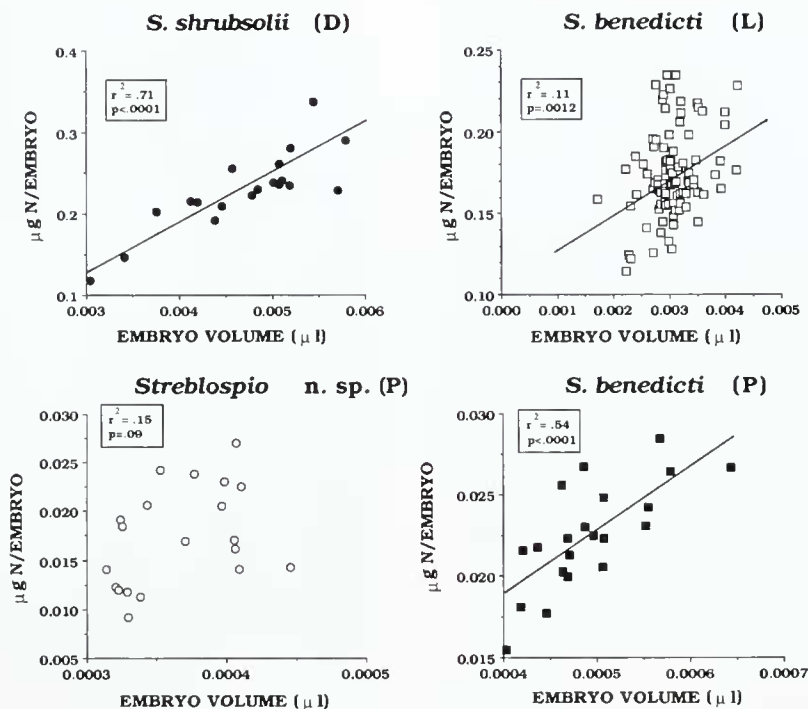 S. shrubsolii (D)
r² = .71
p<.0001
µg N/EMBRYO
0.4
0.3
0.2
0.1
0.003
0.004
0.005
0.006
EMBRYO VOLUME (µl)
S. benedicti (L)
r² = .11
p=.0012
µg N/EMBRYO
0.25
0.20
0.15
0.10
0.000
0.001
0.002
0.003
0.004
0.005
EMBRYO VOLUME (µl)
Streblospio n. sp. (P)
r² = .15
p=.09
µg N/EMBRYO
0.030
0.025
0.020
0.015
0.010
0.005
0.0003
0.0004
0.0005
EMBRYO VOLUME (µl)
S. benedicti (P)
r² = .54
p<.0001
µg N/EMBRYO
0.030
0.025
0.020
0.015
0.0004
0.0005
0.0006
0.0007
EMBRYO VOLUME (µl)